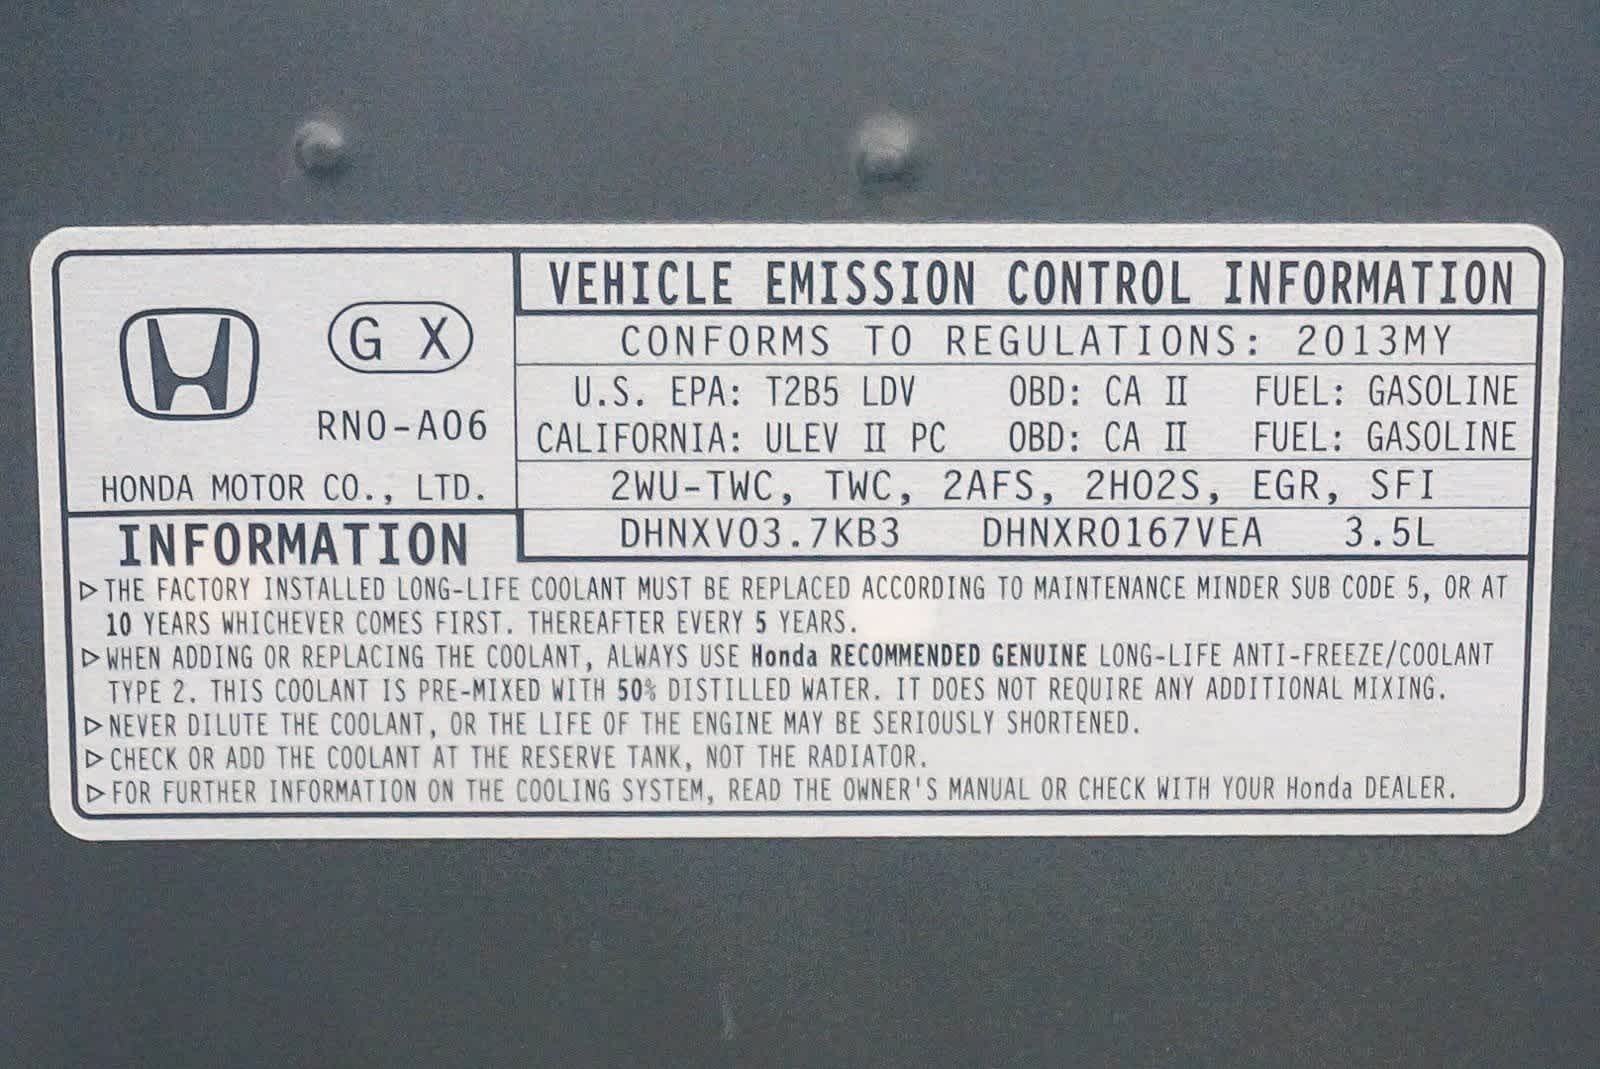 G X
RN0-A06
HONDA MOTOR CO., LTD.
VEHICLE EMISSION CONTROL INFORMATION
CONFORMS TO REGULATIONS: 2013MY
U.S. EPA: T2B5 LDV OBD: CA II FUEL: GASOLINE
CALIFORNIA: ULEV II PC OBD: CA II FUEL: GASOLINE
2WU-TWC, TWC, 2AFS, 2HO2S, EGR, SFI
DHNXV03.7KB3 DHNXR0167VEA 3.5L
INFORMATION
▷THE FACTORY INSTALLED LONG-LIFE COOLANT MUST BE REPLACED ACCORDING TO MAINTENANCE MINDER SUB CODE 5, OR AT
10 YEARS WHICHEVER COMES FIRST. THEREAFTER EVERY 5 YEARS.
▷WHEN ADDING OR REPLACING THE COOLANT, ALWAYS USE Honda RECOMMENDED GENUINE LONG-LIFE ANTI-FREEZE/COOLANT
TYPE 2. THIS COOLANT IS PRE-MIXED WITH 50% DISTILLED WATER. IT DOES NOT REQUIRE ANY ADDITIONAL MIXING.
▷NEVER DILUTE THE COOLANT, OR THE LIFE OF THE ENGINE MAY BE SERIOUSLY SHORTENED.
▷CHECK OR ADD THE COOLANT AT THE RESERVE TANK, NOT THE RADIATOR.
▷FOR FURTHER INFORMATION ON THE COOLING SYSTEM, READ THE OWNER'S MANUAL OR CHECK WITH YOUR Honda DEALER.